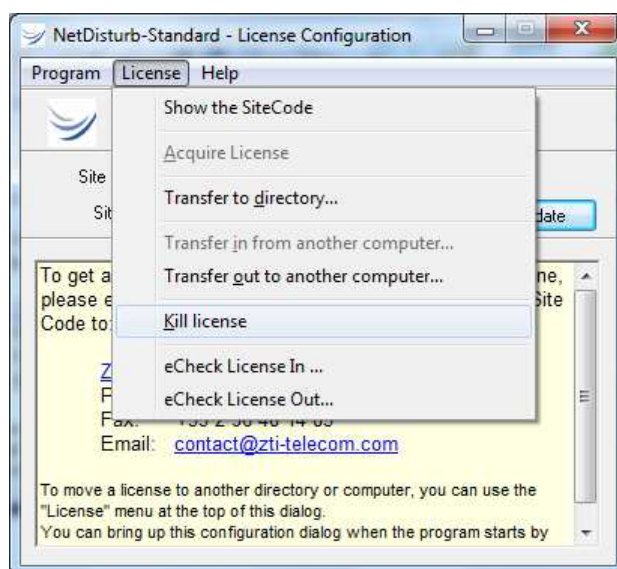 NetDisturb-Standard - License Configuration
Program License Help
Show the SiteCode
Acquire License
Site
Transfer to directory...
Sit
date
Transfer in from another computer...
To get a
ne,
Transfer out to another computer...
please e
Site
Code to:
Kill license
eCheck License In ...
Z
P
eCheck License Out...
Fax:
Email: contact@zti-telecom.com
To move a license to another directory or computer, you can use the
"License" menu at the top of this dialog.
You can bring up this configuration dialog when the program starts by